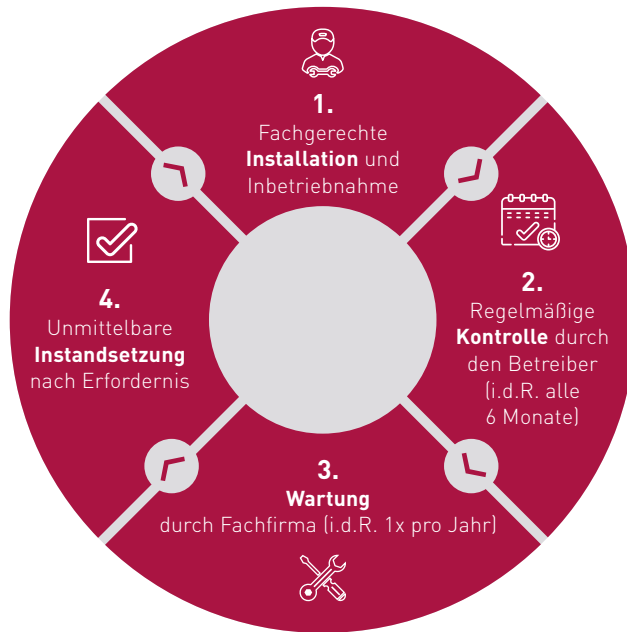 1.
Fachgerechte
Installation und
Inbetriebnahme
2.
Regelmäßige
Kontrolle durch
den Betreiber
(i.d.R. alle
6 Monate)
3.
Wartung
durch Fachfirma (i.d.R. 1x pro Jahr)
4.
Unmittelbare
Instandsetzung
nach Erfordernis